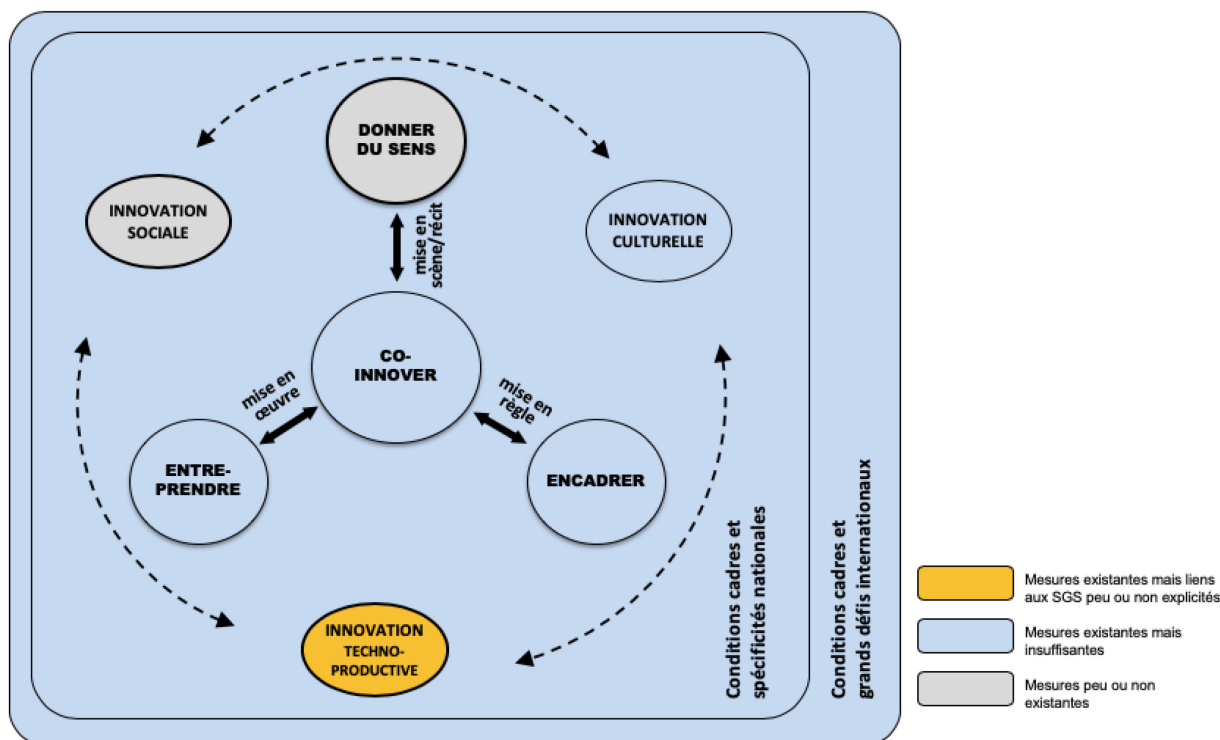 DONNER
DU SENS
INNOVATION
SOCIALE
INNOVATION
CULTURELLE
mise en
scène/récit
CO-
INNOVER
mise en
œuvre
mise en
règle
ENTRE-
PRENDRE
ENCADRER
INNOVATION
TECHNO-
PRODUCTIVE
Conditions cadres et
spécificités nationales
Conditions cadres et
grands défis internationaux
Mesures existantes mais liens
aux SGS peu ou non explicités
Mesures existantes mais
insuffisantes
Mesures peu ou non
existantes